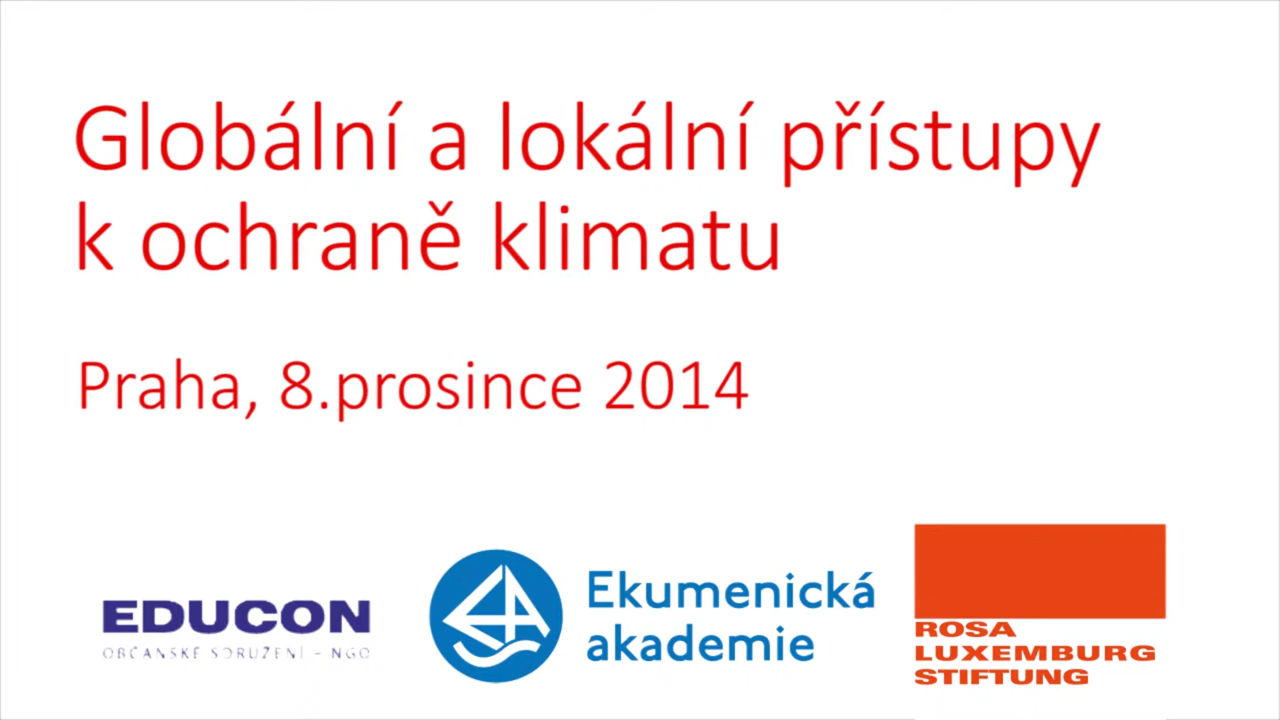 Globální a lokální přístupy
k ochraně klimatu
Praha, 8.prosince 2014
EDUCON
OBČANSKÉ SDRUŽENÍ - NGO
Ekumenická
akademie
ROSA
LUXEMBURG
STIFTUNG